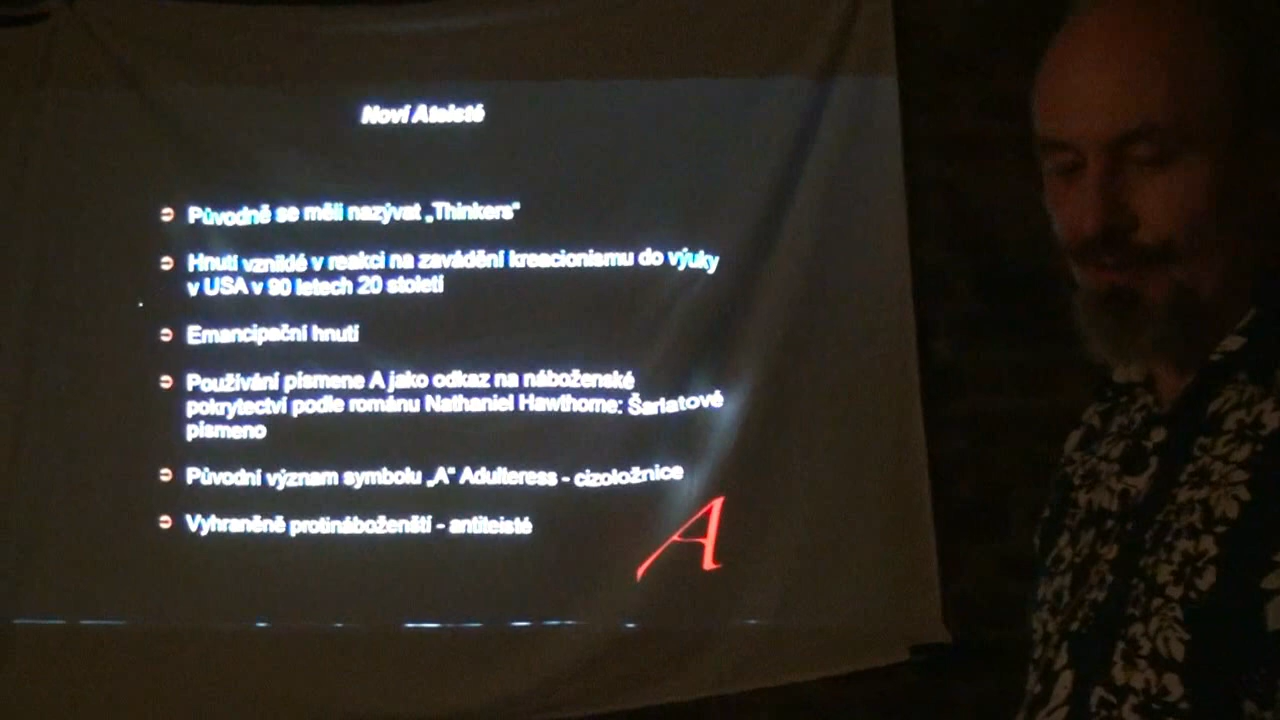 Noví Ateisté
Původně se měli nazývat „Thinkers“
Hnutí vzniklé v reakci na zavádění kreacionismu do výuky
v USA v 90 letech 20 století
Emancipační hnutí
Používání písmene A jako odkaz na náboženské
pokrytectví podle románu Nathaniel Hawthorne: Šarlatové
písmeno
Původní význam symbolu „A“ Adulteress - cizoložnice
Vyhraněně protináboženští - antiteisté
A